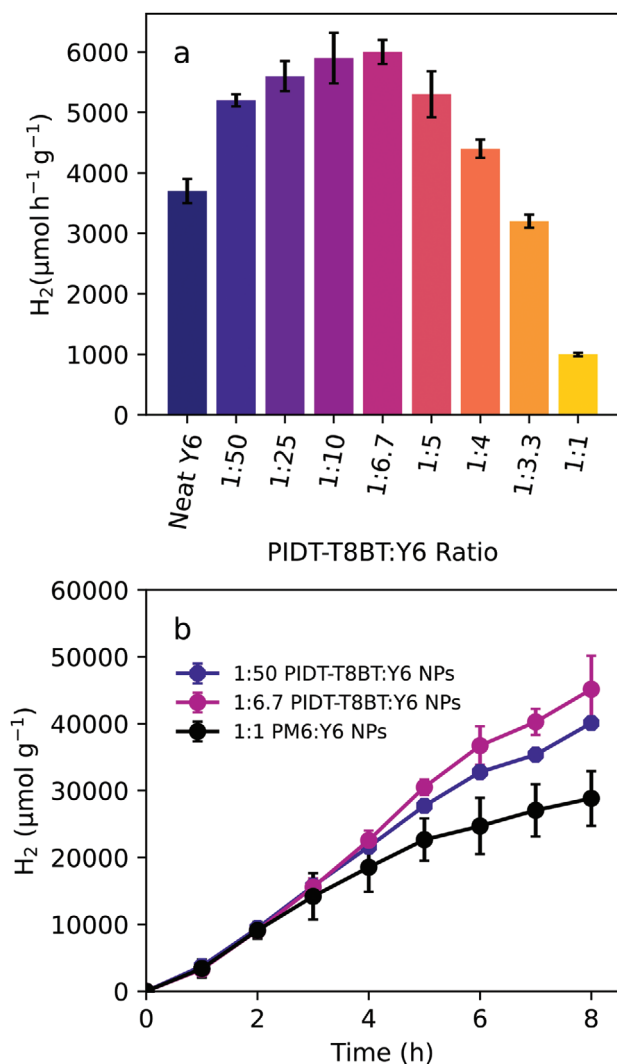 a
H₂(μmol h⁻¹ g⁻¹)
6000
5000
4000
3000
2000
1000
0
Neat Y6
1:50
1:25
1:10
1:6.7
1:5
1:4
1:3.3
1:1
PIDT-T8BT:Y6 Ratio
b
H₂ (μmol g⁻¹)
60000
50000
40000
30000
20000
10000
0
1:50 PIDT-T8BT:Y6 NPs
1:6.7 PIDT-T8BT:Y6 NPs
1:1 PM6:Y6 NPs
0
2
4
6
8
Time (h)